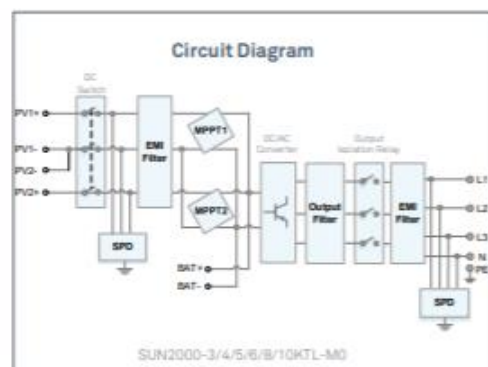 Circuit Diagram
DC
Switch
PV1+
PV1-
PV2-
PV2+
EMI
Filter
MPPT1
MPPT2
SPD
BAT+
BAT-
DC/AC
Converter
Output
Filter
Output
Isolation Relay
EMI
Filter
L1
L2
L3
N
PE
SPD
SUN2000-3/4/5/6/8/10KTL-M0